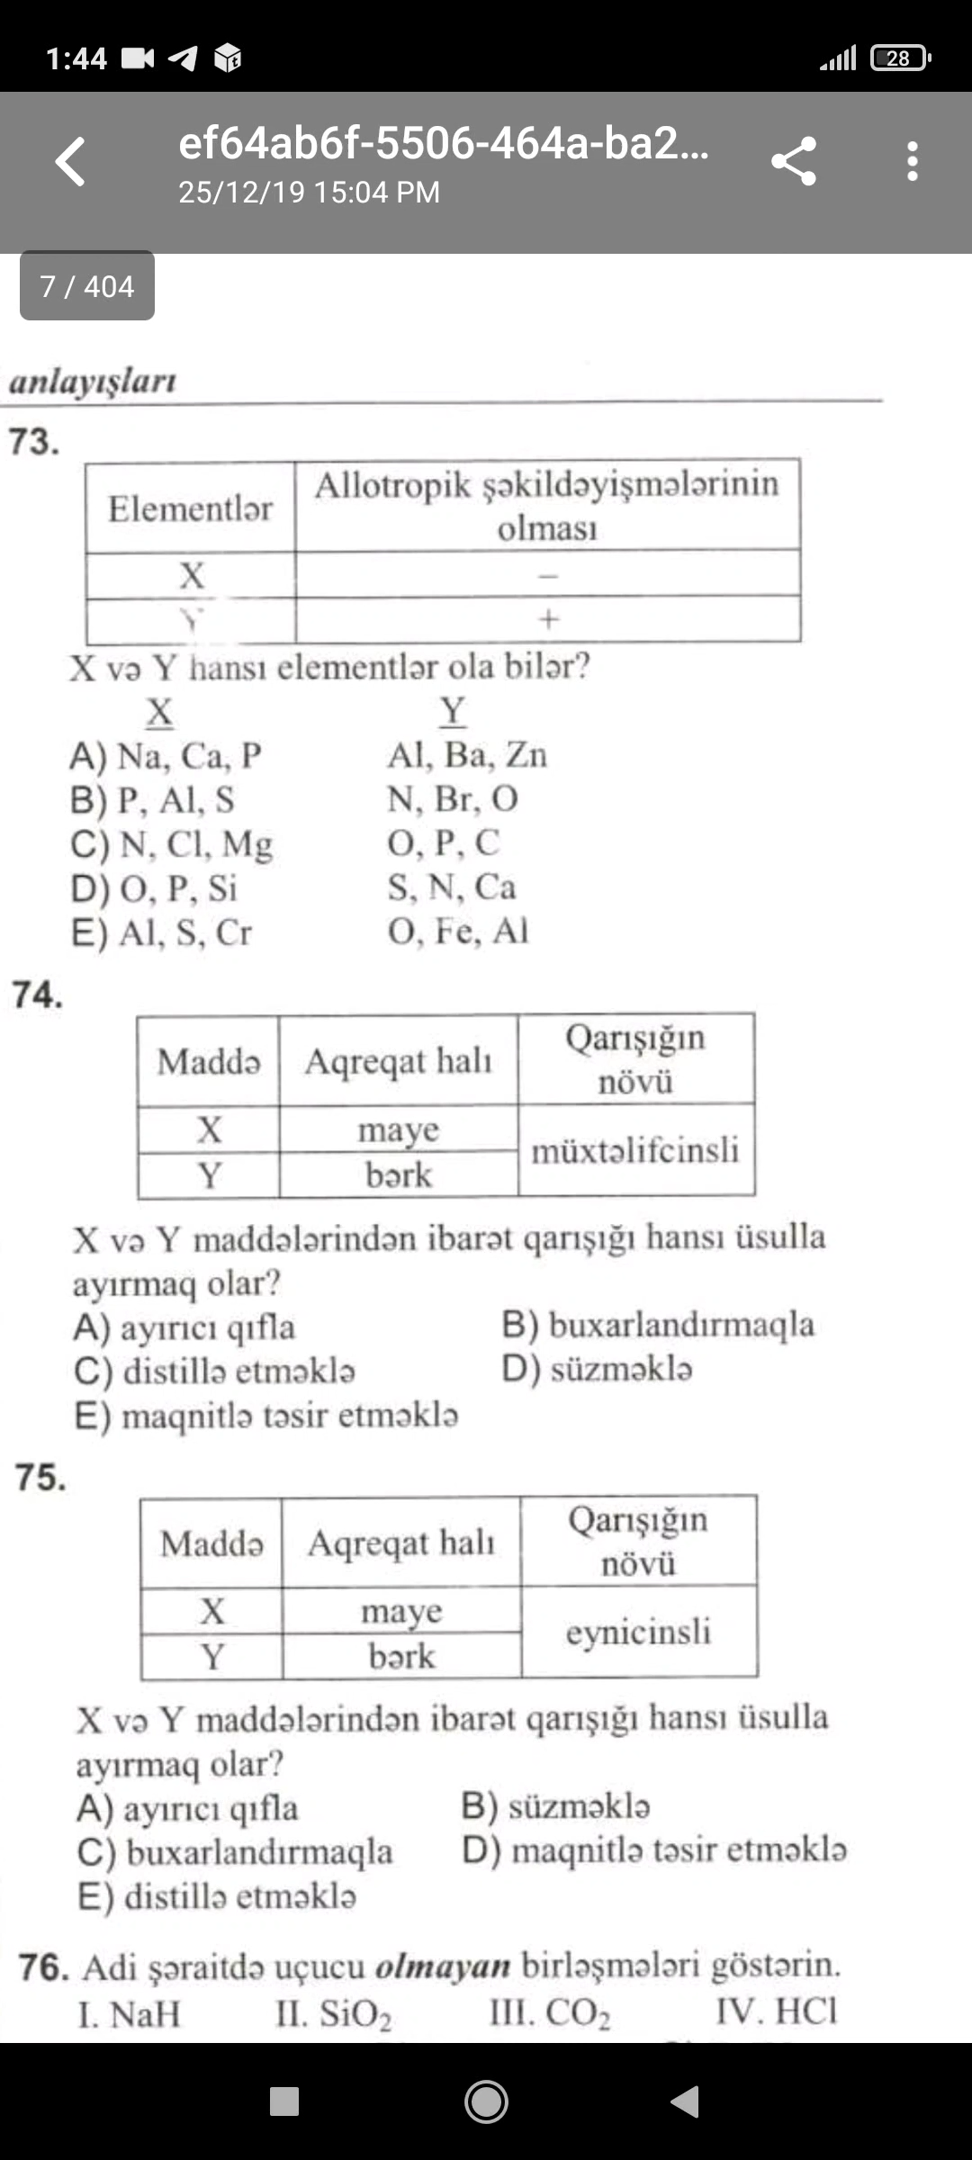 1:44
28
ef64ab6f-5506-464a-ba2...
25/12/19 15:04 PM
7 / 404
anlayışları
73.
Elementlər
Allotropik şəkildəyişmələrinin
olması
X
–
Y
+
X və Y hansı elementlər ola bilər?
X Y
A) Na, Ca, P Al, Ba, Zn
B) P, Al, S N, Br, O
C) N, Cl, Mg O, P, C
D) O, P, Si S, N, Ca
E) Al, S, Cr O, Fe, Al
74.
Maddə Aqreqat halı Qarışığın
növü
X maye
müxtəlifcinsli
Y bərk
X və Y maddələrindən ibarət qarışığı hansı üsulla
ayırmaq olar?
A) ayırıcı qıfla B) buxarlandırmaqla
C) distillə etməklə D) süzməklə
E) maqnitlə təsir etməklə
75.
Maddə Aqreqat halı Qarışığın
növü
X maye
eynicinsli
Y bərk
X və Y maddələrindən ibarət qarışığı hansı üsulla
ayırmaq olar?
A) ayırıcı qıfla B) süzməklə
C) buxarlandırmaqla D) maqnitlə təsir etməklə
E) distillə etməklə
76. Adi şəraitdə uçucu olmayan birləşmələri göstərin.
I. NaH II. SiO₂ III. CO₂ IV. HCl